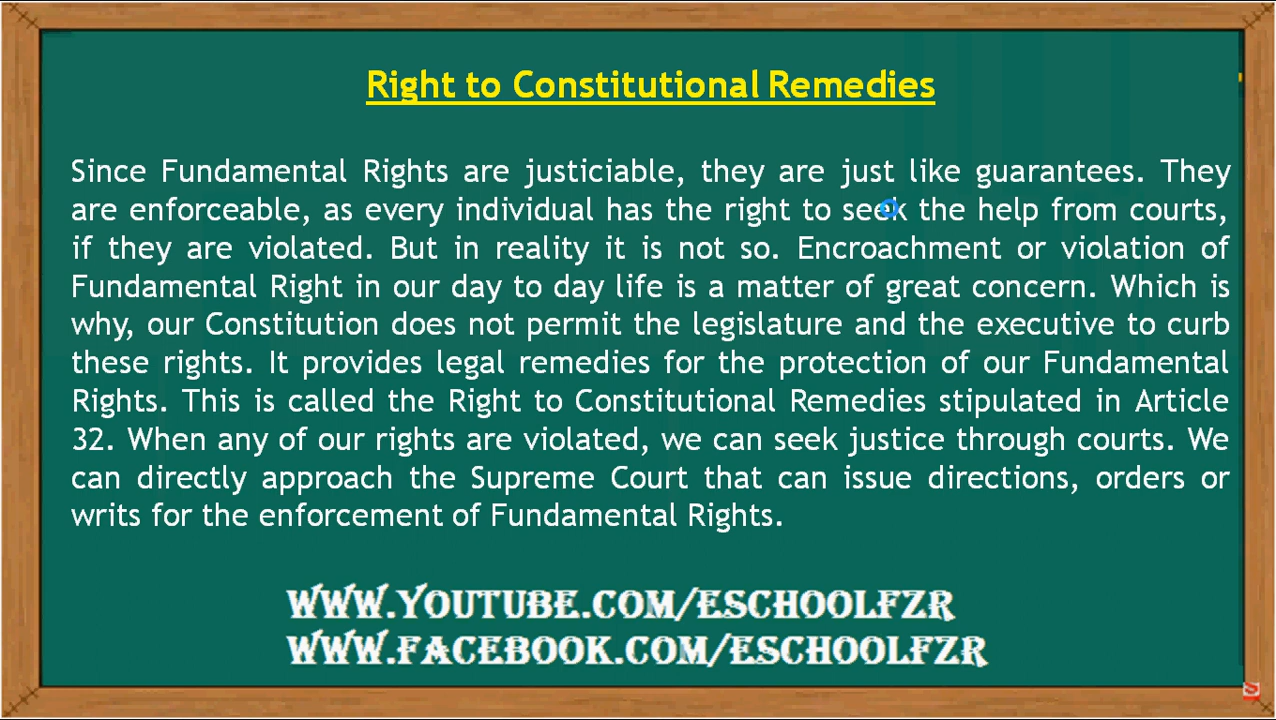 Right to Constitutional Remedies
Since Fundamental Rights are justiciable, they are just like guarantees. They
are enforceable, as every individual has the right to seek the help from courts,
if they are violated. But in reality it is not so. Encroachment or violation of
Fundamental Right in our day to day life is a matter of great concern. Which is
why, our Constitution does not permit the legislature and the executive to curb
these rights. It provides legal remedies for the protection of our Fundamental
Rights. This is called the Right to Constitutional Remedies stipulated in Article
32. When any of our rights are violated, we can seek justice through courts. We
can directly approach the Supreme Court that can issue directions, orders or
writs for the enforcement of Fundamental Rights.
WWW.YOUTUBE.COM/ESCHOOLFZR
WWW.FACEBOOK.COM/ESCHOOLFZR
S